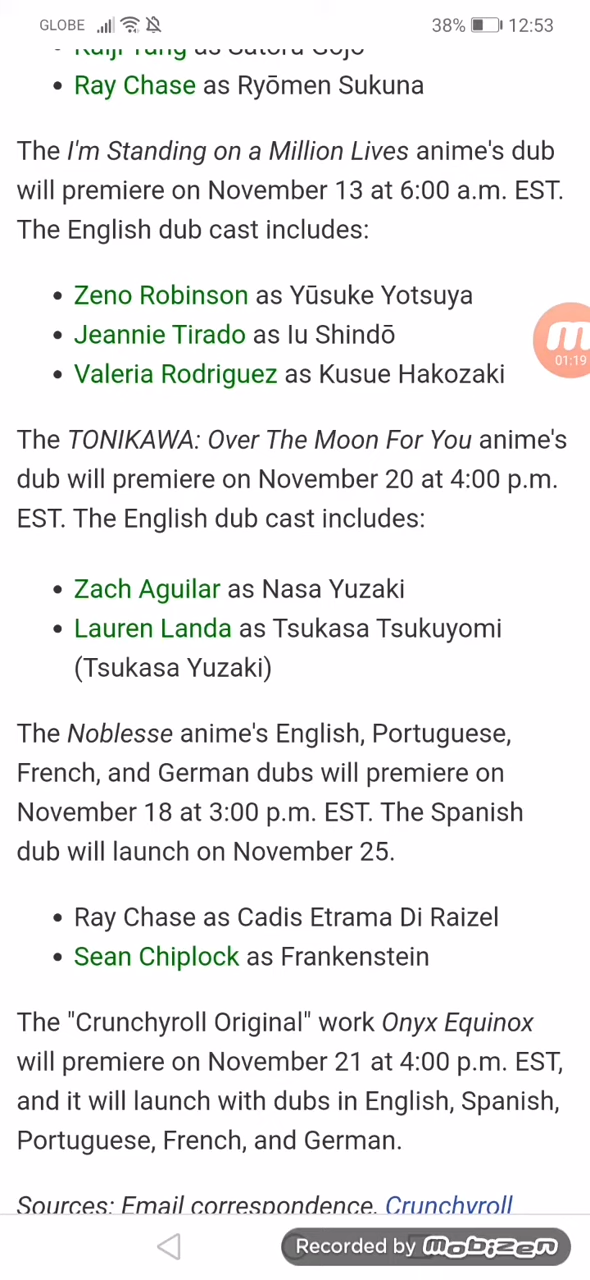 GLOBE 38% 12:53
Kaiji Tang as Satoru Gojo
• Ray Chase as Ryōmen Sukuna
The I'm Standing on a Million Lives anime's dub
will premiere on November 13 at 6:00 a.m. EST.
The English dub cast includes:
• Zeno Robinson as Yūsuke Yotsuya
• Jeannie Tirado as Iu Shindō
• Valeria Rodriguez as Kusue Hakozaki
m
01:19
The TONIKAWA: Over The Moon For You anime's
dub will premiere on November 20 at 4:00 p.m.
EST. The English dub cast includes:
• Zach Aguilar as Nasa Yuzaki
• Lauren Landa as Tsukasa Tsukuyomi
(Tsukasa Yuzaki)
The Noblesse anime's English, Portuguese,
French, and German dubs will premiere on
November 18 at 3:00 p.m. EST. The Spanish
dub will launch on November 25.
• Ray Chase as Cadis Etrama Di Raizel
• Sean Chiplock as Frankenstein
The "Crunchyroll Original" work Onyx Equinox
will premiere on November 21 at 4:00 p.m. EST,
and it will launch with dubs in English, Spanish,
Portuguese, French, and German.
Sources: Email correspondence, Crunchyroll
Recorded by mobizen